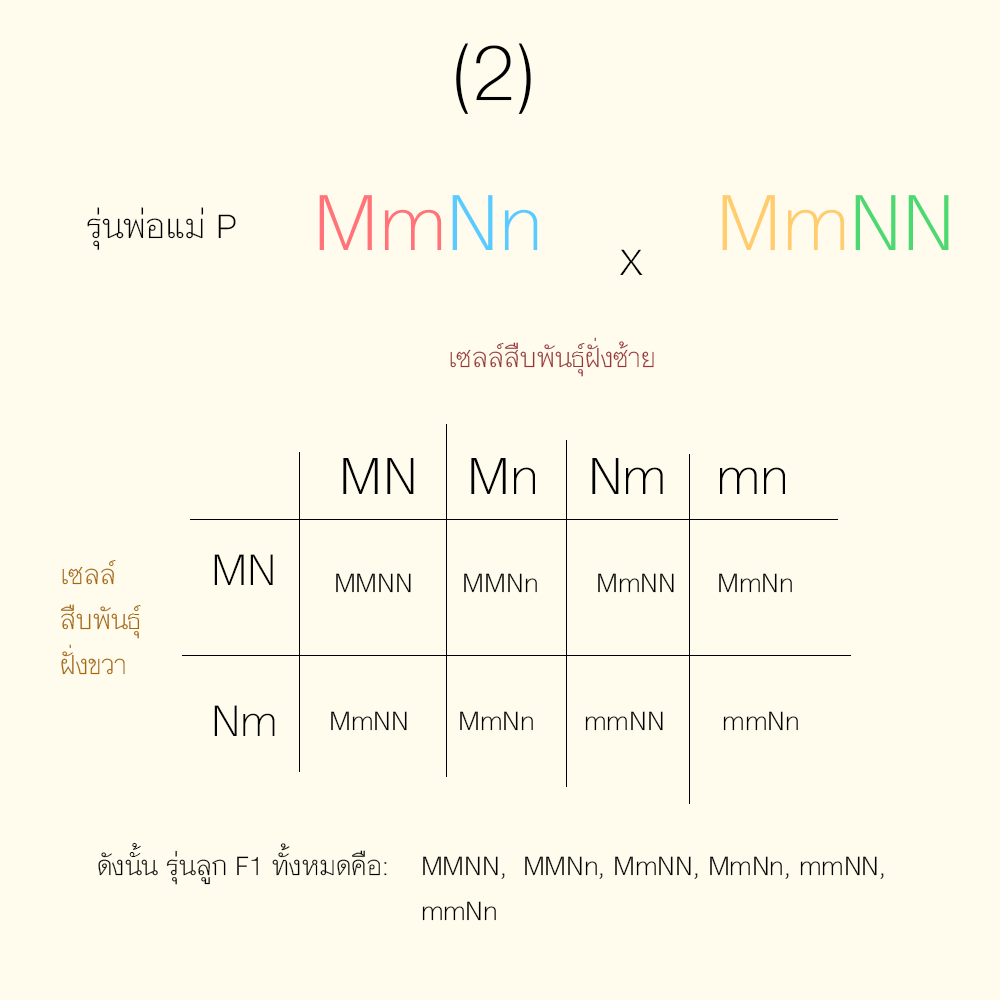 (2)
รุ่นพ่อแม่ P MmNn x MmNN
เซลล์สืบพันธุ์ฝั่งซ้าย
MN Mn Nm mn
MN MMNN MMNn MmNN MmNn
เซลล์
สืบพันธุ์
ฝั่งขวา
Nm MmNN MmNn mmNN mmNn
ดังนั้น รุ่นลูก F1 ทั้งหมดคือ: MMNN, MMNn, MmNN, MmNn, mmNN,
mmNn